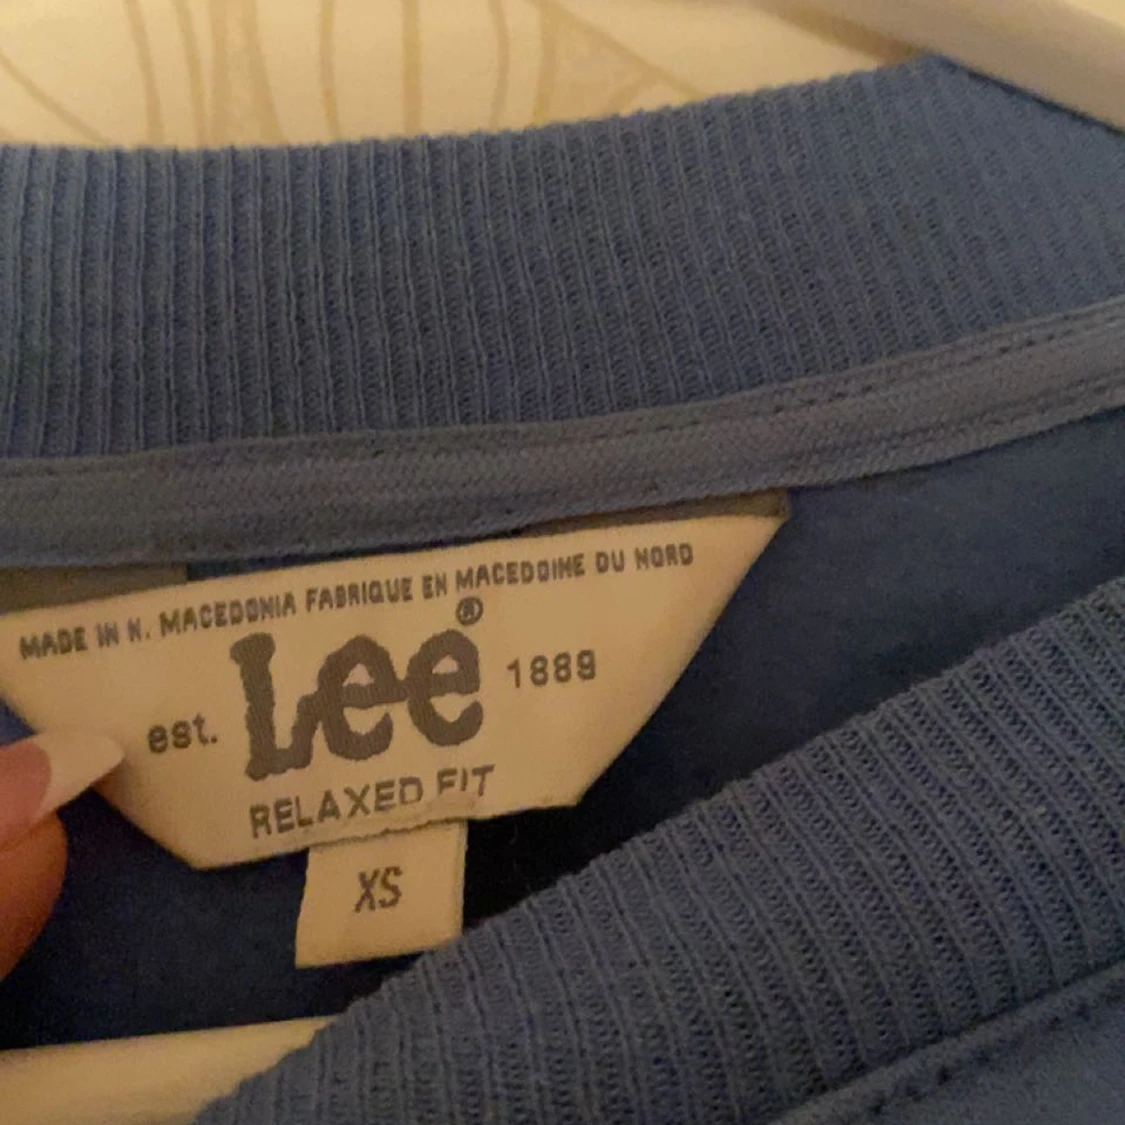 MADE IN N. MACEDONIA FABRIQUE EN MACEDOINE DU NORD
est. Lee® 1889
RELAXED FIT
XS